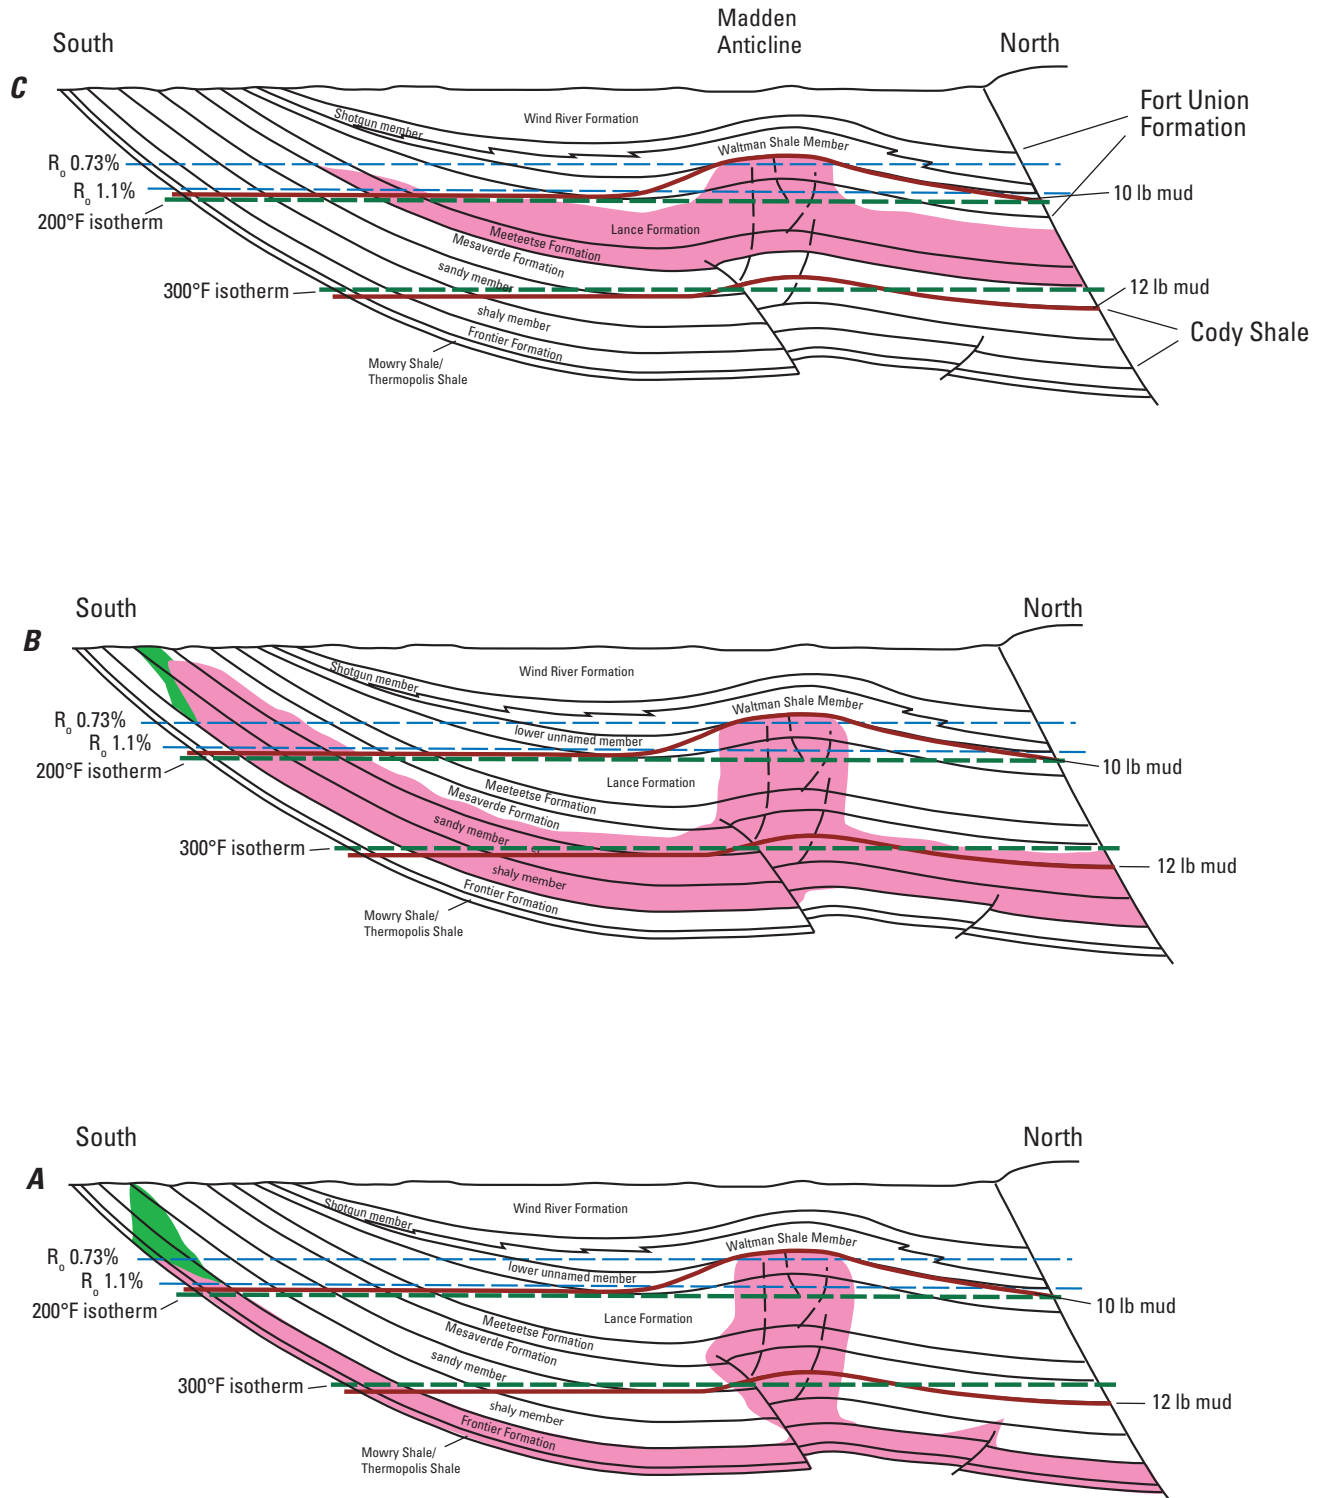 Madden
Anticline
South
North
C
Fort Union
Formation
Shotgun member
Wind River Formation
Waltman Shale Member
Ro 0.73%
Ro 1.1%
10 lb mud
200°F isotherm
Lance Formation
Meeteetse Formation
Mesaverde Formation
sandy member
300°F isotherm
12 lb mud
shaly member
Cody Shale
Frontier Formation
Mowry Shale/
Thermopolis Shale
South
North
B
Shotgun member
Wind River Formation
Waltman Shale Member
Ro 0.73%
lower unnamed member
Ro 1.1%
10 lb mud
200°F isotherm
Lance Formation
Meeteetse Formation
Mesaverde Formation
sandy member
300°F isotherm
12 lb mud
shaly member
Frontier Formation
Mowry Shale/
Thermopolis Shale
South
North
A
Shotgun member
Wind River Formation
Waltman Shale Member
Ro 0.73%
lower unnamed member
Ro 1.1%
10 lb mud
200°F isotherm
Lance Formation
Meeteetse Formation
Mesaverde Formation
sandy member
300°F isotherm
12 lb mud
shaly member
Frontier Formation
Mowry Shale/
Thermopolis Shale